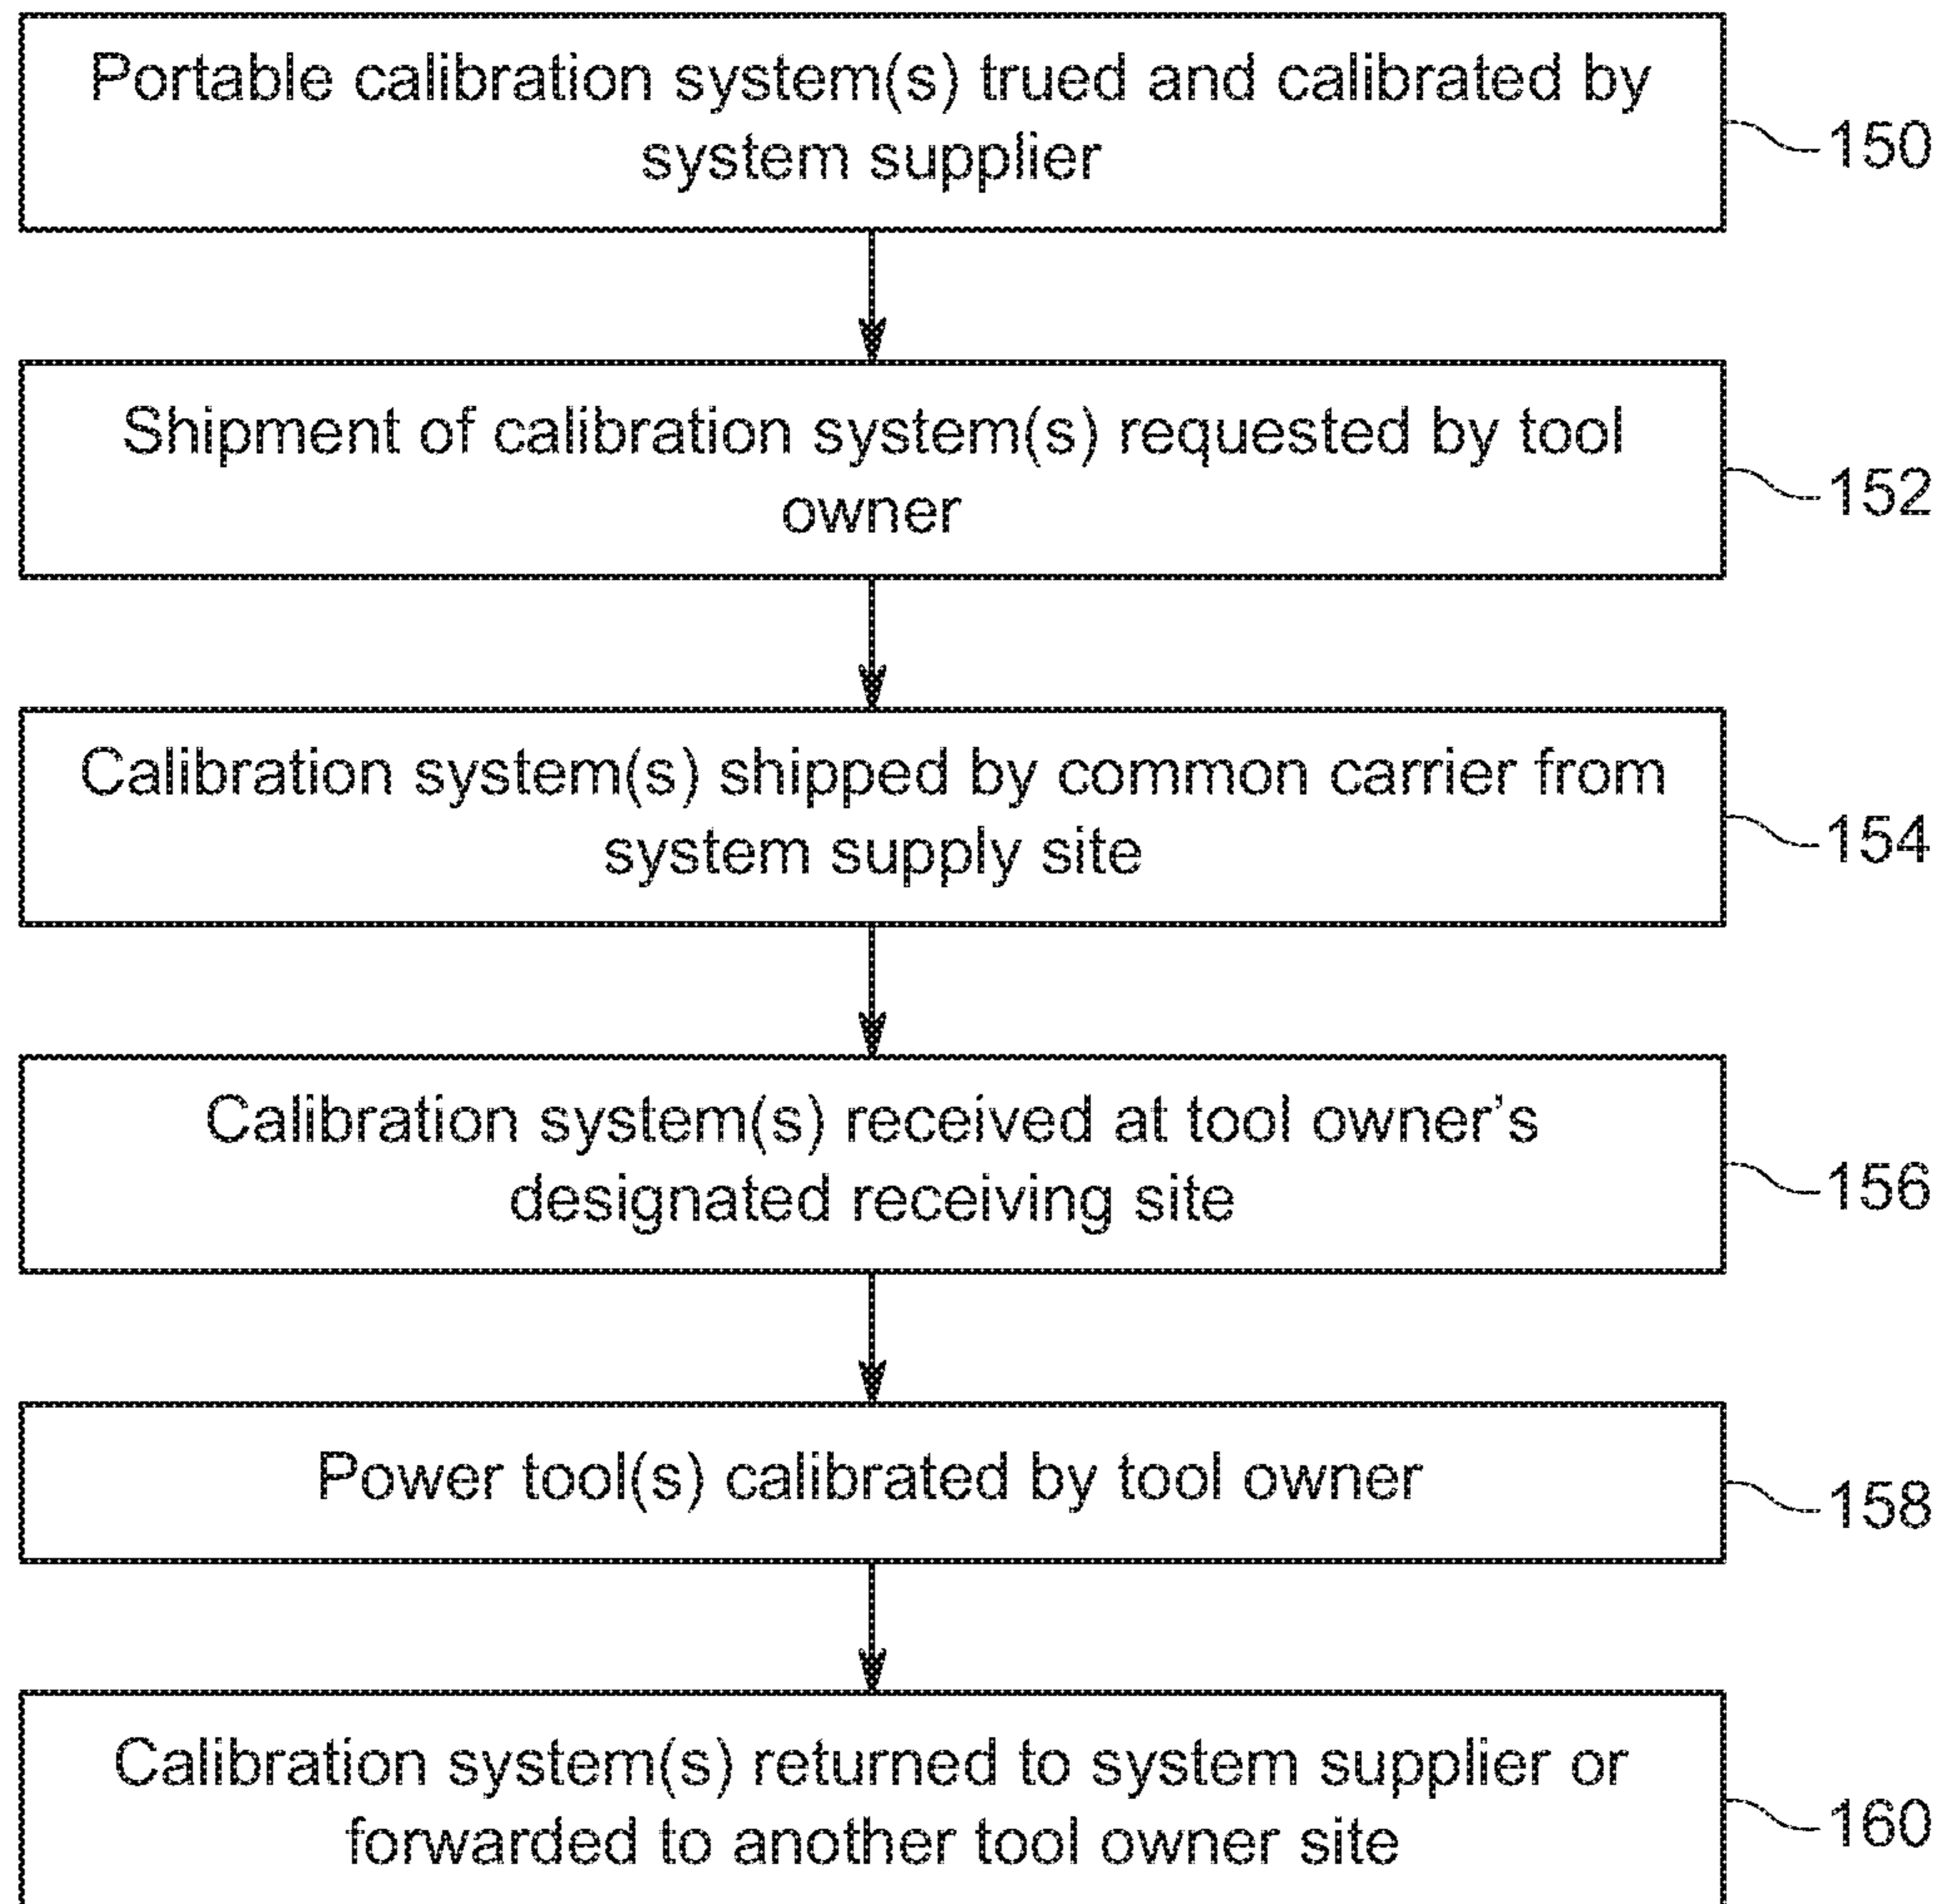 Portable calibration system(s) trued and calibrated by
system supplier
150
Shipment of calibration system(s) requested by tool
owner
152
Calibration system(s) shipped by common carrier from
system supply site
154
Calibration system(s) received at tool owner’s
designated receiving site
156
Power tool(s) calibrated by tool owner
158
Calibration system(s) returned to system supplier or
forwarded to another tool owner site
160